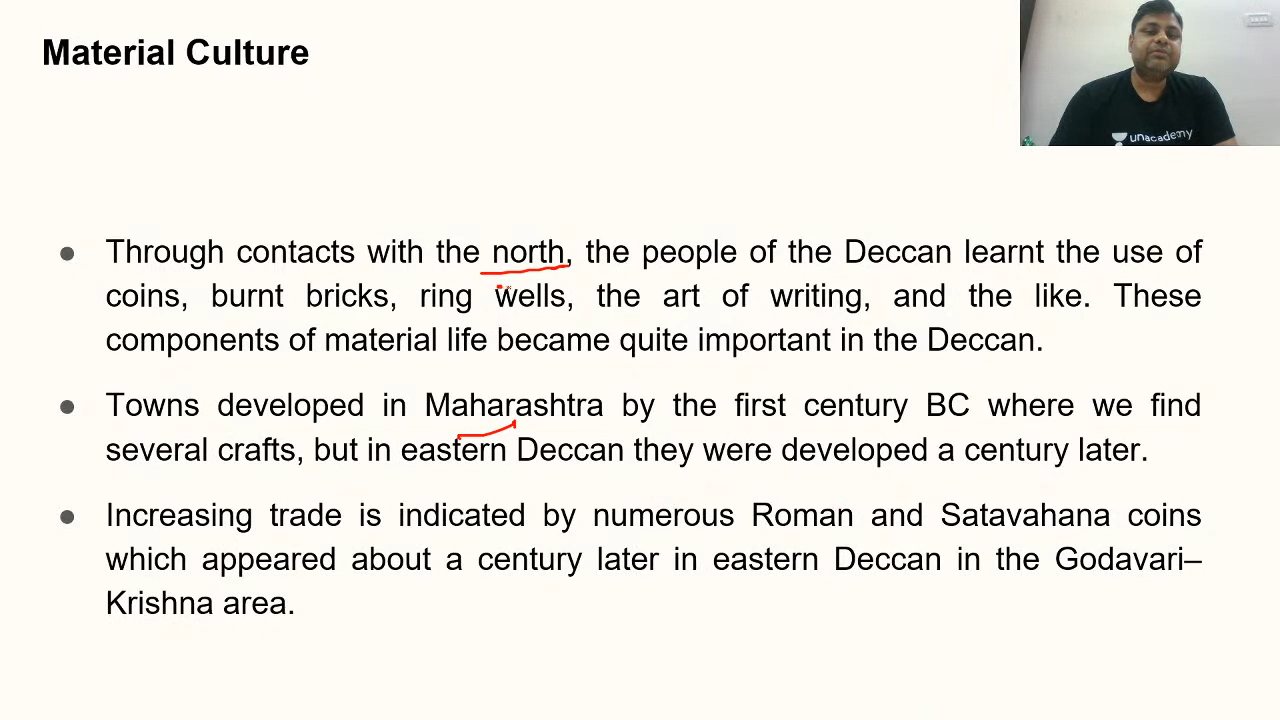 Material Culture
unacademy
● Through contacts with the north, the people of the Deccan learnt the use of
coins, burnt bricks, ring wells, the art of writing, and the like. These
components of material life became quite important in the Deccan.
● Towns developed in Maharashtra by the first century BC where we find
several crafts, but in eastern Deccan they were developed a century later.
● Increasing trade is indicated by numerous Roman and Satavahana coins
which appeared about a century later in eastern Deccan in the Godavari–
Krishna area.